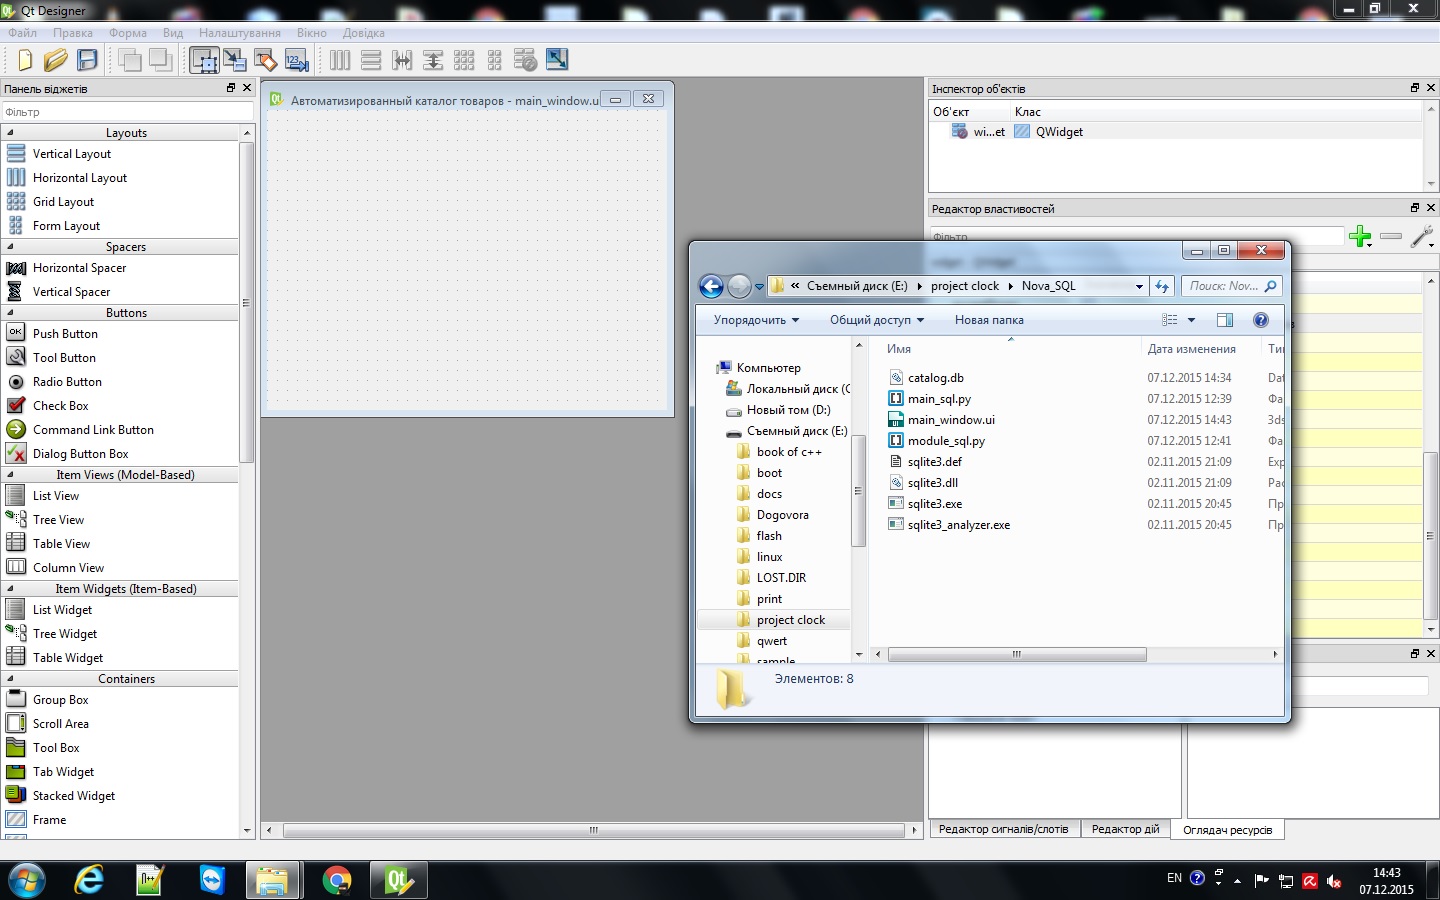 Qt Designer
Файл Правка Форма Вид Налаштування Вікно Довідка
Панель віджетів
Фільтр
Layouts
Vertical Layout
Horizontal Layout
Grid Layout
Form Layout
Spacers
Horizontal Spacer
Vertical Spacer
Buttons
Push Button
Tool Button
Radio Button
Check Box
Command Link Button
Dialog Button Box
Item Views (Model-Based)
List View
Tree View
Table View
Column View
Item Widgets (Item-Based)
List Widget
Tree Widget
Table Widget
Containers
Group Box
Scroll Area
Tool Box
Tab Widget
Stacked Widget
Frame
Автоматизированный каталог товаров - main_window.u
Інспектор об'єктів
Об'єкт Клас
wi...et QWidget
Редактор властивостей
Фільтр
« Съемный диск (E:) project clock Nova_SQL
Поиск: Nov...
Упорядочить Общий доступ Новая папка
Компьютер
Локальный диск (C
Новый том (D:)
Съемный диск (E:)
book of c++
boot
docs
Dogovora
flash
linux
LOST.DIR
print
project clock
qwert
sample
Имя Дата изменения Ти
catalog.db 07.12.2015 14:34 Dat
main_sql.py 07.12.2015 12:39 Фа
main_window.ui 07.12.2015 14:43 3ds
module_sql.py 07.12.2015 12:41 Фа
sqlite3.def 02.11.2015 21:09 Exp
sqlite3.dll 02.11.2015 21:09 Рас
sqlite3.exe 02.11.2015 20:45 Пр
sqlite3_analyzer.exe 02.11.2015 20:45 Пр
Элементов: 8
Редактор сигналів/слотів Редактор дій Оглядач ресурсів
EN
14:43
07.12.2015